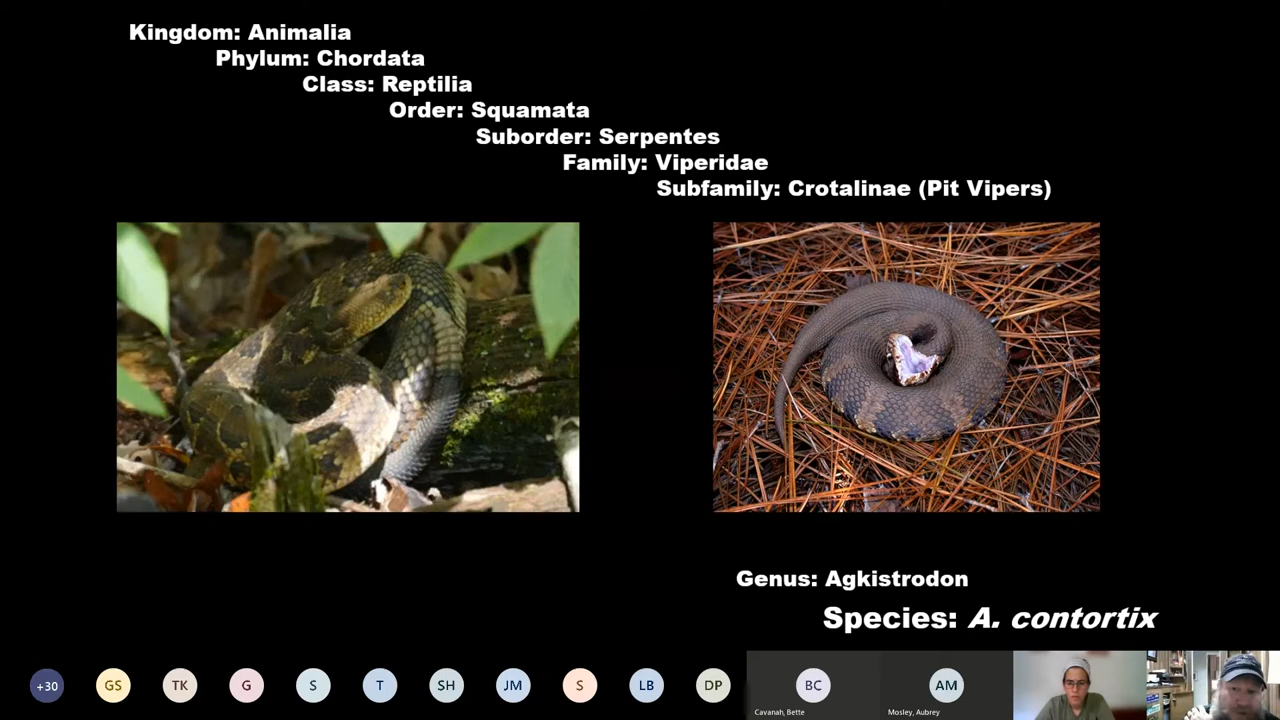 Kingdom: Animalia
Phylum: Chordata
Class: Reptilia
Order: Squamata
Suborder: Serpentes
Family: Viperidae
Subfamily: Crotalinae (Pit Vipers)
Genus: Agkistrodon
Species: A. contortix
+30
GS
TK
G
S
T
SH
JM
S
LB
DP
BC
AM
Cavanah, Bette
Mosley, Aubrey